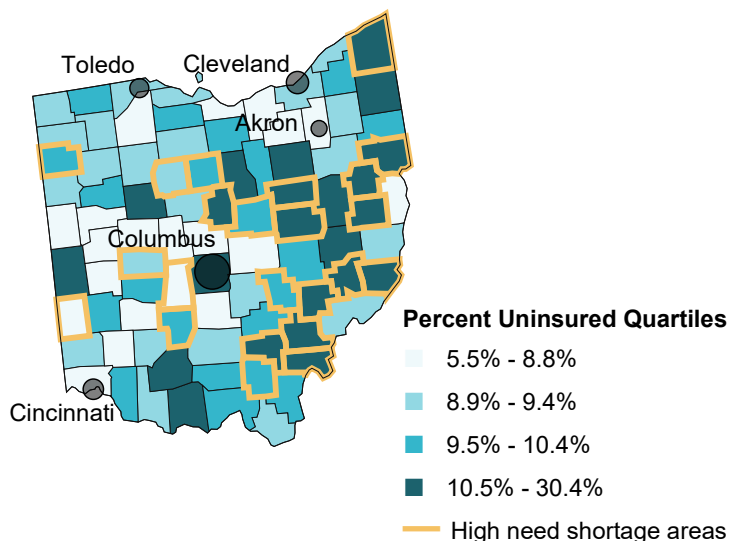 Toledo
Cleveland
Akron
Columbus
Cincinnati
Percent Uninsured Quartiles
5.5% - 8.8%
8.9% - 9.4%
9.5% - 10.4%
10.5% - 30.4%
High need shortage areas